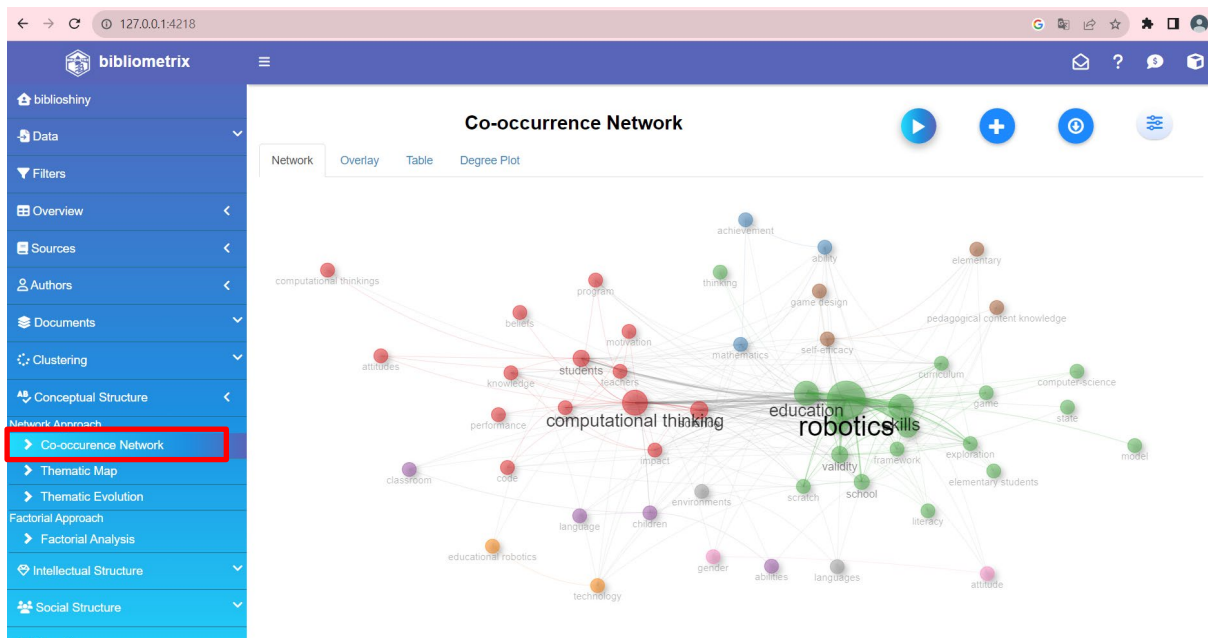 127.0.0.1:4218
bibliometrix
biblioshiny
Data
Filters
Overview
Sources
Authors
Documents
Clustering
Conceptual Structure
Network Approach
Co-occurence Network
Thematic Map
Thematic Evolution
Factorial Approach
Factorial Analysis
Intellectual Structure
Social Structure
Co-occurrence Network
Network Overlay Table Degree Plot
achievement
ability
elementary
computational thinkings
program
thinking
game design
pedagogical content knowledge
beliefs
motivation
mathematics
self-efficacy
attitudes
students
teachers
knowledge
curriculum
computer-science
game
state
performance
computational thinking
science
education
robotics
skills
impact
validity
framework
exploration
model
classroom
code
environments
scratch
school
elementary students
language
children
literacy
educational robotics
gender
abilities
languages
attitude
technology